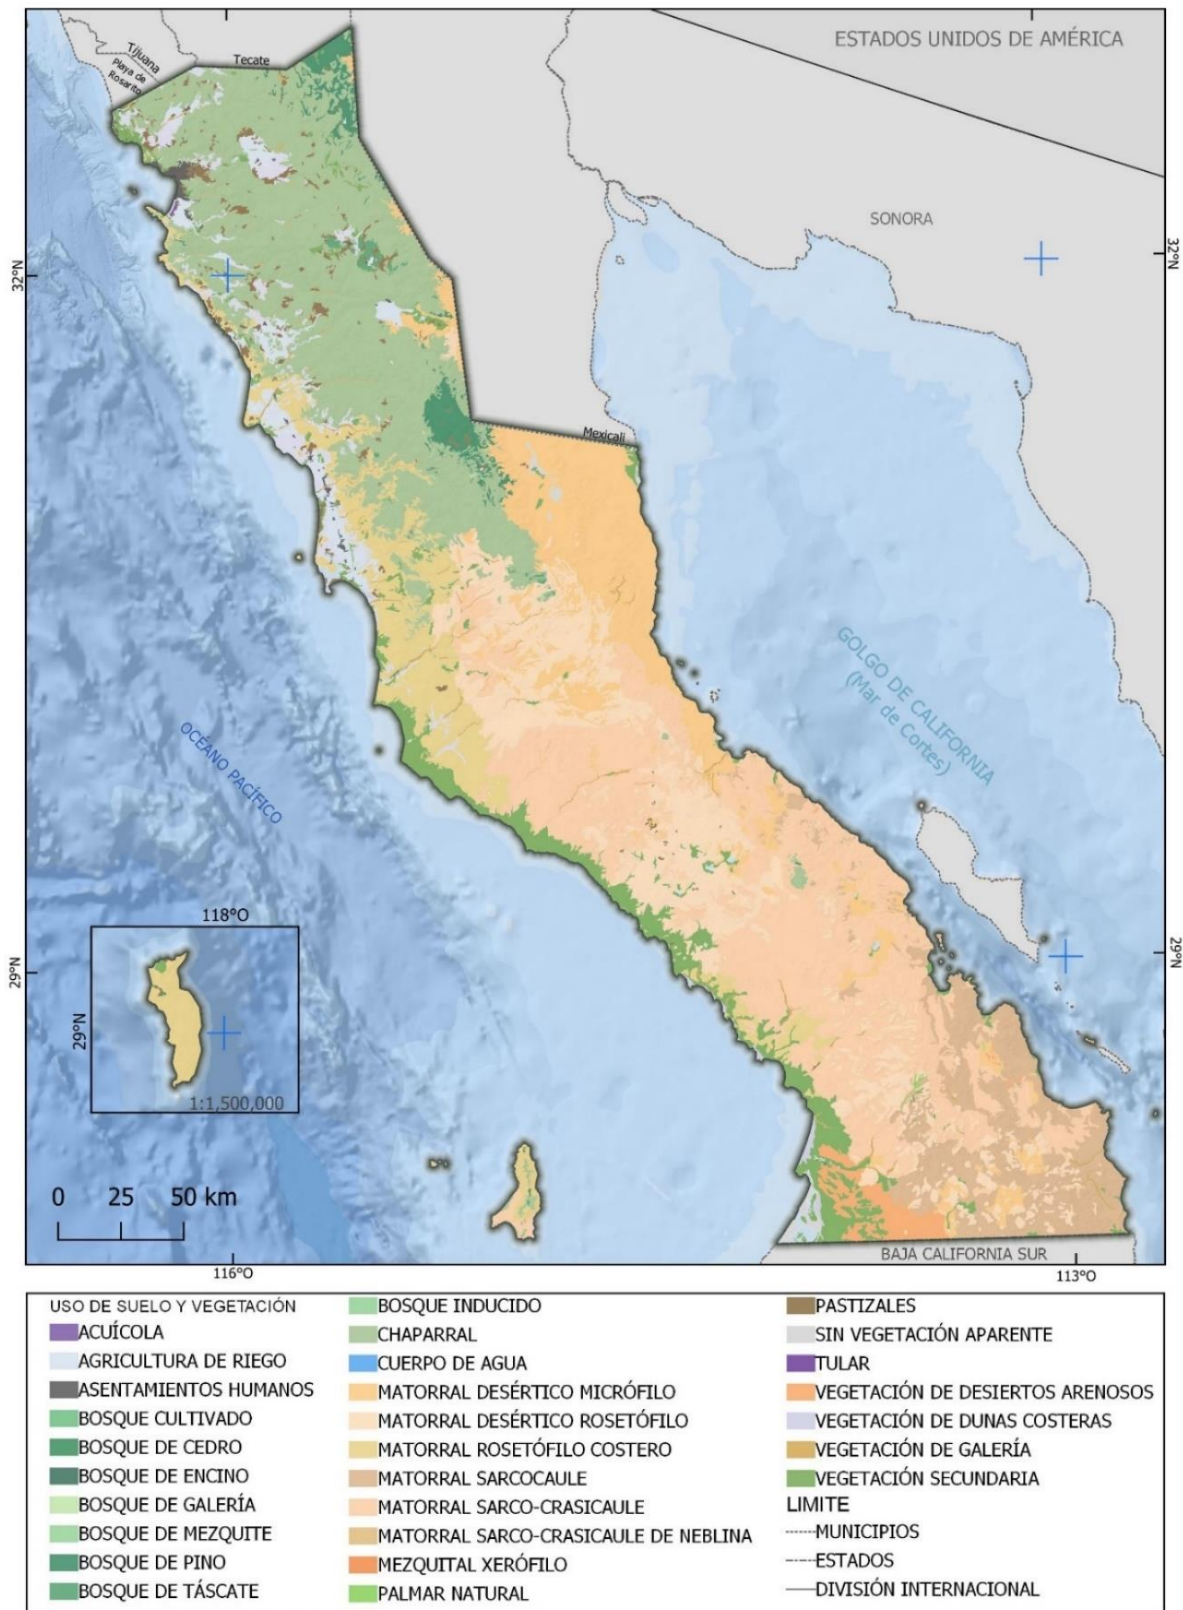 ESTADOS UNIDOS DE AMÉRICA
Tijuana
Playa de
Rosarito
Tecate
SONORA
32°N
32°N
Mexicali
GOLGO DE CALIFORNIA
(Mar de Cortes)
OCÉANO PACÍFICO
118°O
29°N
29°N
29°N
1:1,500,000
0 25 50 km
BAJA CALIFORNIA SUR
116°O
113°O
USO DE SUELO Y VEGETACIÓN
ACUÍCOLA
AGRICULTURA DE RIEGO
ASENTAMIENTOS HUMANOS
BOSQUE CULTIVADO
BOSQUE DE CEDRO
BOSQUE DE ENCINO
BOSQUE DE GALERÍA
BOSQUE DE MEZQUITE
BOSQUE DE PINO
BOSQUE DE TÁSCATE
BOSQUE INDUCIDO
CHAPARRAL
CUERPO DE AGUA
MATORRAL DESÉRTICO MICRÓFILO
MATORRAL DESÉRTICO ROSETÓFILO
MATORRAL ROSETÓFILO COSTERO
MATORRAL SARCOCAULE
MATORRAL SARCO-CRASICAULE
MATORRAL SARCO-CRASICAULE DE NEBLINA
MEZQUITAL XERÓFILO
PALMAR NATURAL
PASTIZALES
SIN VEGETACIÓN APARENTE
TULAR
VEGETACIÓN DE DESIERTOS ARENOSOS
VEGETACIÓN DE DUNAS COSTERAS
VEGETACIÓN DE GALERÍA
VEGETACIÓN SECUNDARIA
LIMITE
MUNICIPIOS
ESTADOS
DIVISIÓN INTERNACIONAL